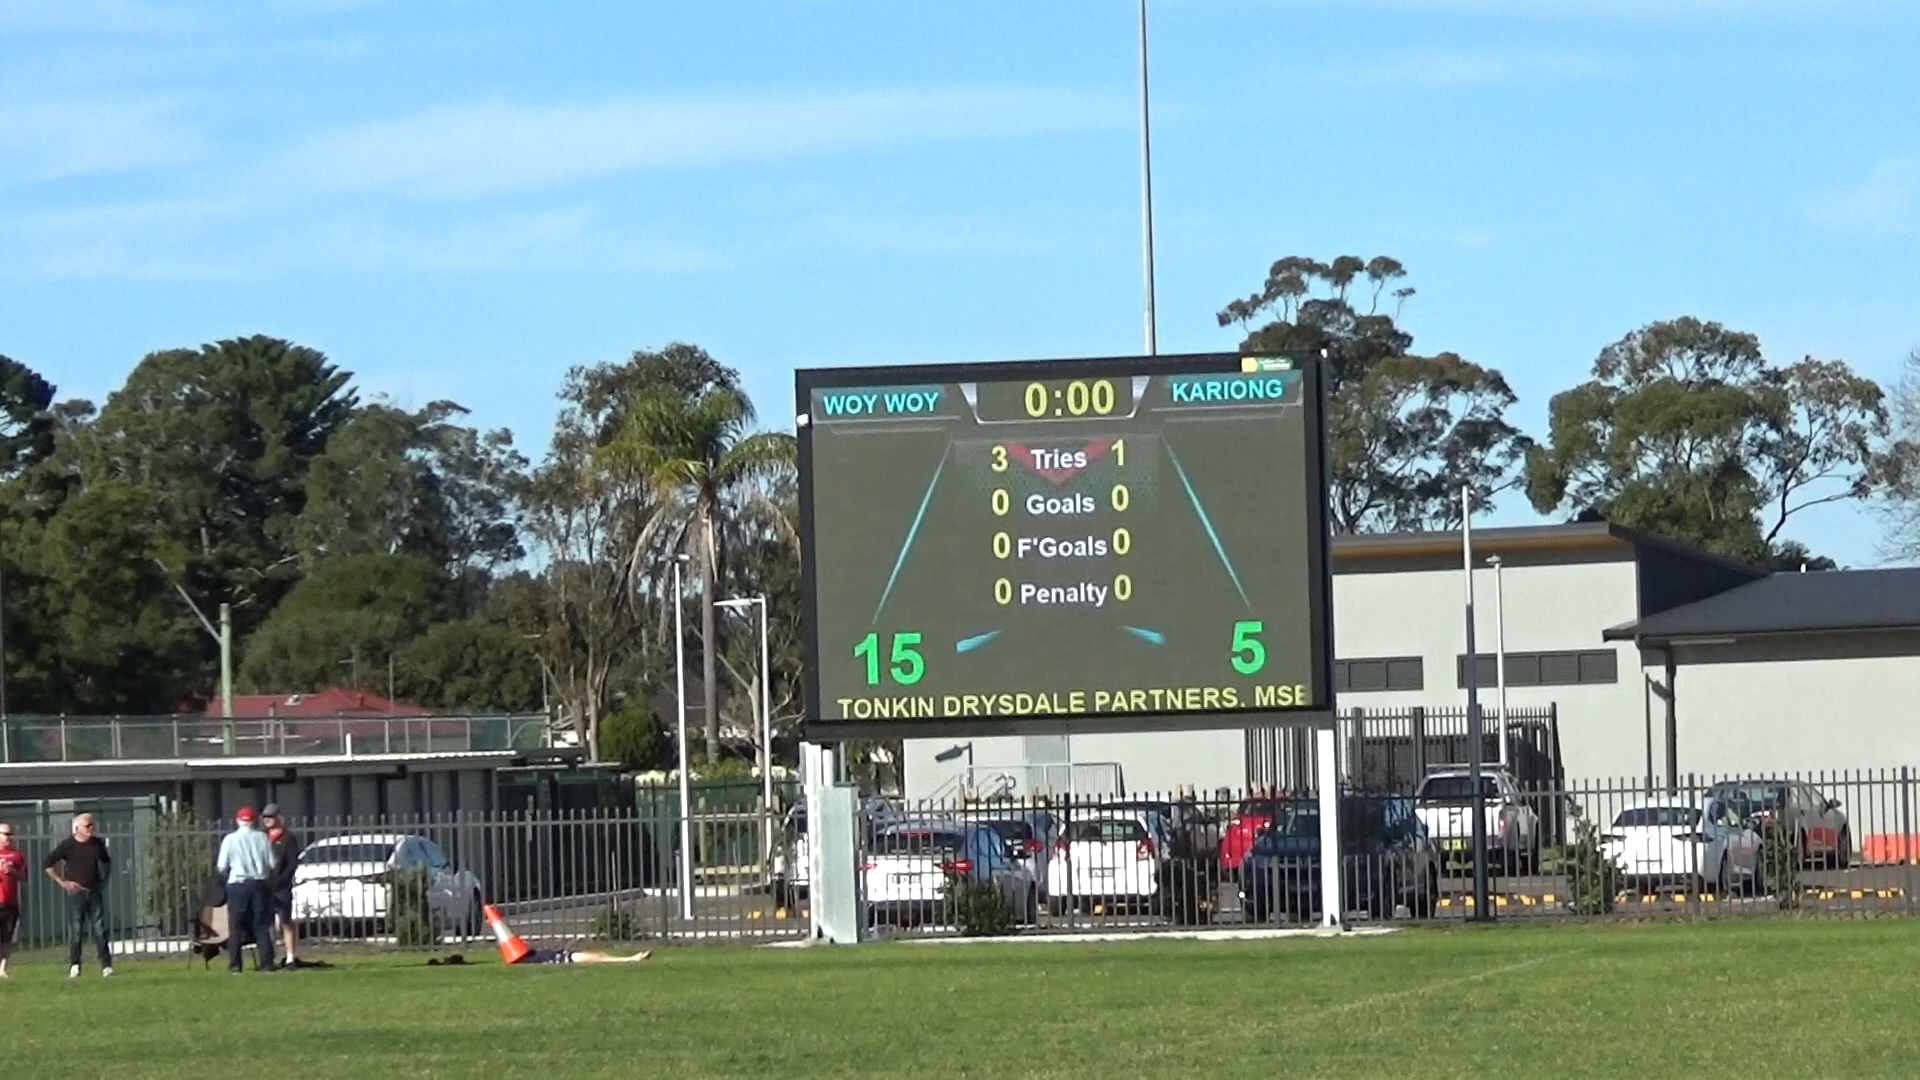 WOY WOY 0:00 KARIONG
3 Tries 1
0 Goals 0
0 F'Goals 0
0 Penalty 0
15 5
TONKIN DRYSDALE PARTNERS, MSE